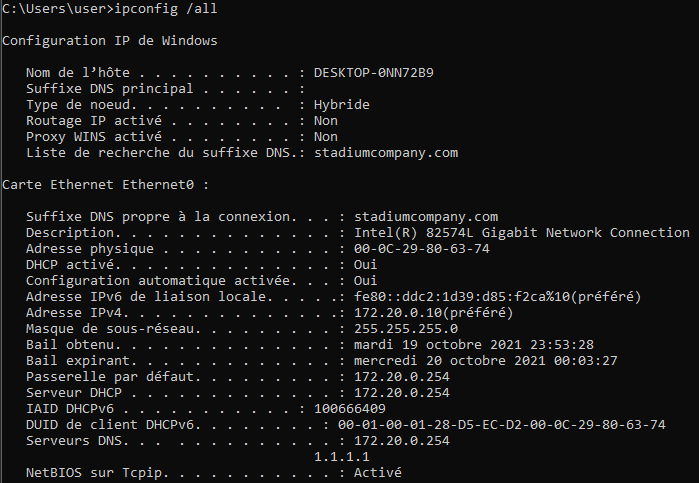 C:\Users\user>ipconfig /all
Configuration IP de Windows
Nom de l’hôte . . . . . . . . . . : DESKTOP-0NN72B9
Suffixe DNS principal . . . . . . :
Type de noeud. . . . . . . . . .  : Hybride
Routage IP activé . . . . . . . . : Non
Proxy WINS activé . . . . . . . . : Non
Liste de recherche du suffixe DNS.: stadiumcompany.com
Carte Ethernet Ethernet0 :
Suffixe DNS propre à la connexion. . . : stadiumcompany.com
Description. . . . . . . . . . . . . . : Intel(R) 82574L Gigabit Network Connection
Adresse physique . . . . . . . . . . . : 00-0C-29-80-63-74
DHCP activé. . . . . . . . . . . . . . : Oui
Configuration automatique activée. . . : Oui
Adresse IPv6 de liaison locale. . . . .: fe80::ddc2:1d39:d85:f2ca%10(préféré)
Adresse IPv4. . . . . . . . . . . . . .: 172.20.0.10(préféré)
Masque de sous-réseau. . . . . . . . . : 255.255.255.0
Bail obtenu. . . . . . . . . . . . . . : mardi 19 octobre 2021 23:53:28
Bail expirant. . . . . . . . . . . . . : mercredi 20 octobre 2021 00:03:27
Passerelle par défaut. . . . . . . . . : 172.20.0.254
Serveur DHCP . . . . . . . . . . . . . : 172.20.0.254
IAID DHCPv6 . . . . . . . . . . . : 100666409
DUID de client DHCPv6. . . . . . . . : 00-01-00-01-28-D5-EC-D2-00-0C-29-80-63-74
Serveurs DNS. . .  . . . . . . . . . . : 172.20.0.254
1.1.1.1
NetBIOS sur Tcpip. . . . . . . . . . . : Activé